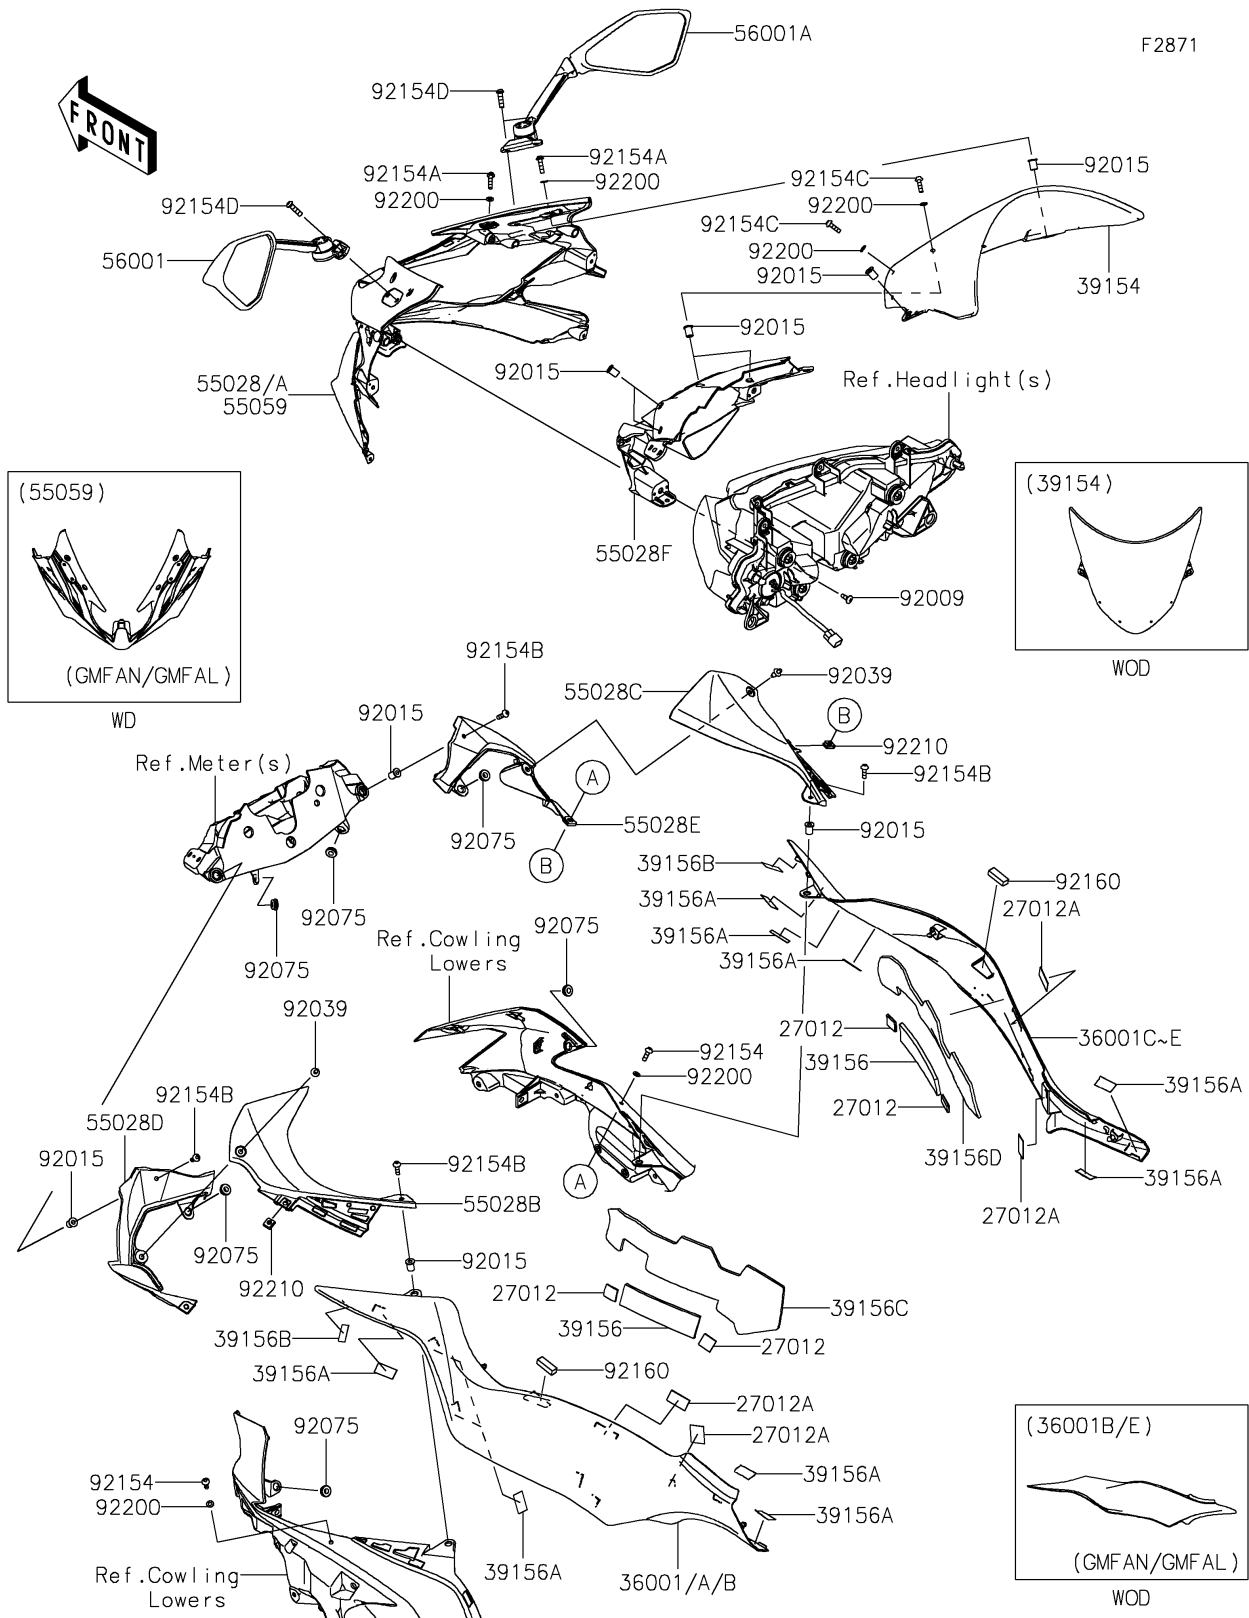 56001A
F2871
FRONT
92154D
92154A
92154A
92200
92200
92154D
56001
92154C
92200
92154C
92200
92015
92015
39154
92015
92015
55028/A
55059
Ref.Headlight(s)
(55059)
(GMFAN/GMFAL)
WD
55028F
92009
(39154)
WOD
92154B
55028C
92039
B
92015
92210
Ref.Meter(s)
92154B
A
92075
55028E
B
92015
39156B
92160
39156A
27012A
92075
92075
92075
39156A
39156A
Ref.Cowling
Lowers
92039
27012
36001C~E
92154
39156
39156A
92200
92154B
27012
55028D
92015
92154B
A
39156D
39156A
55028B
27012A
92075
92015
92210
27012
39156C
39156B
39156
27012
39156A
92160
27012A
92075
27012A
(36001B/E)
92154
39156A
92200
39156A
39156A
Ref.Cowling
Lowers
36001/A/B
(GMFAN/GMFAL)
WOD